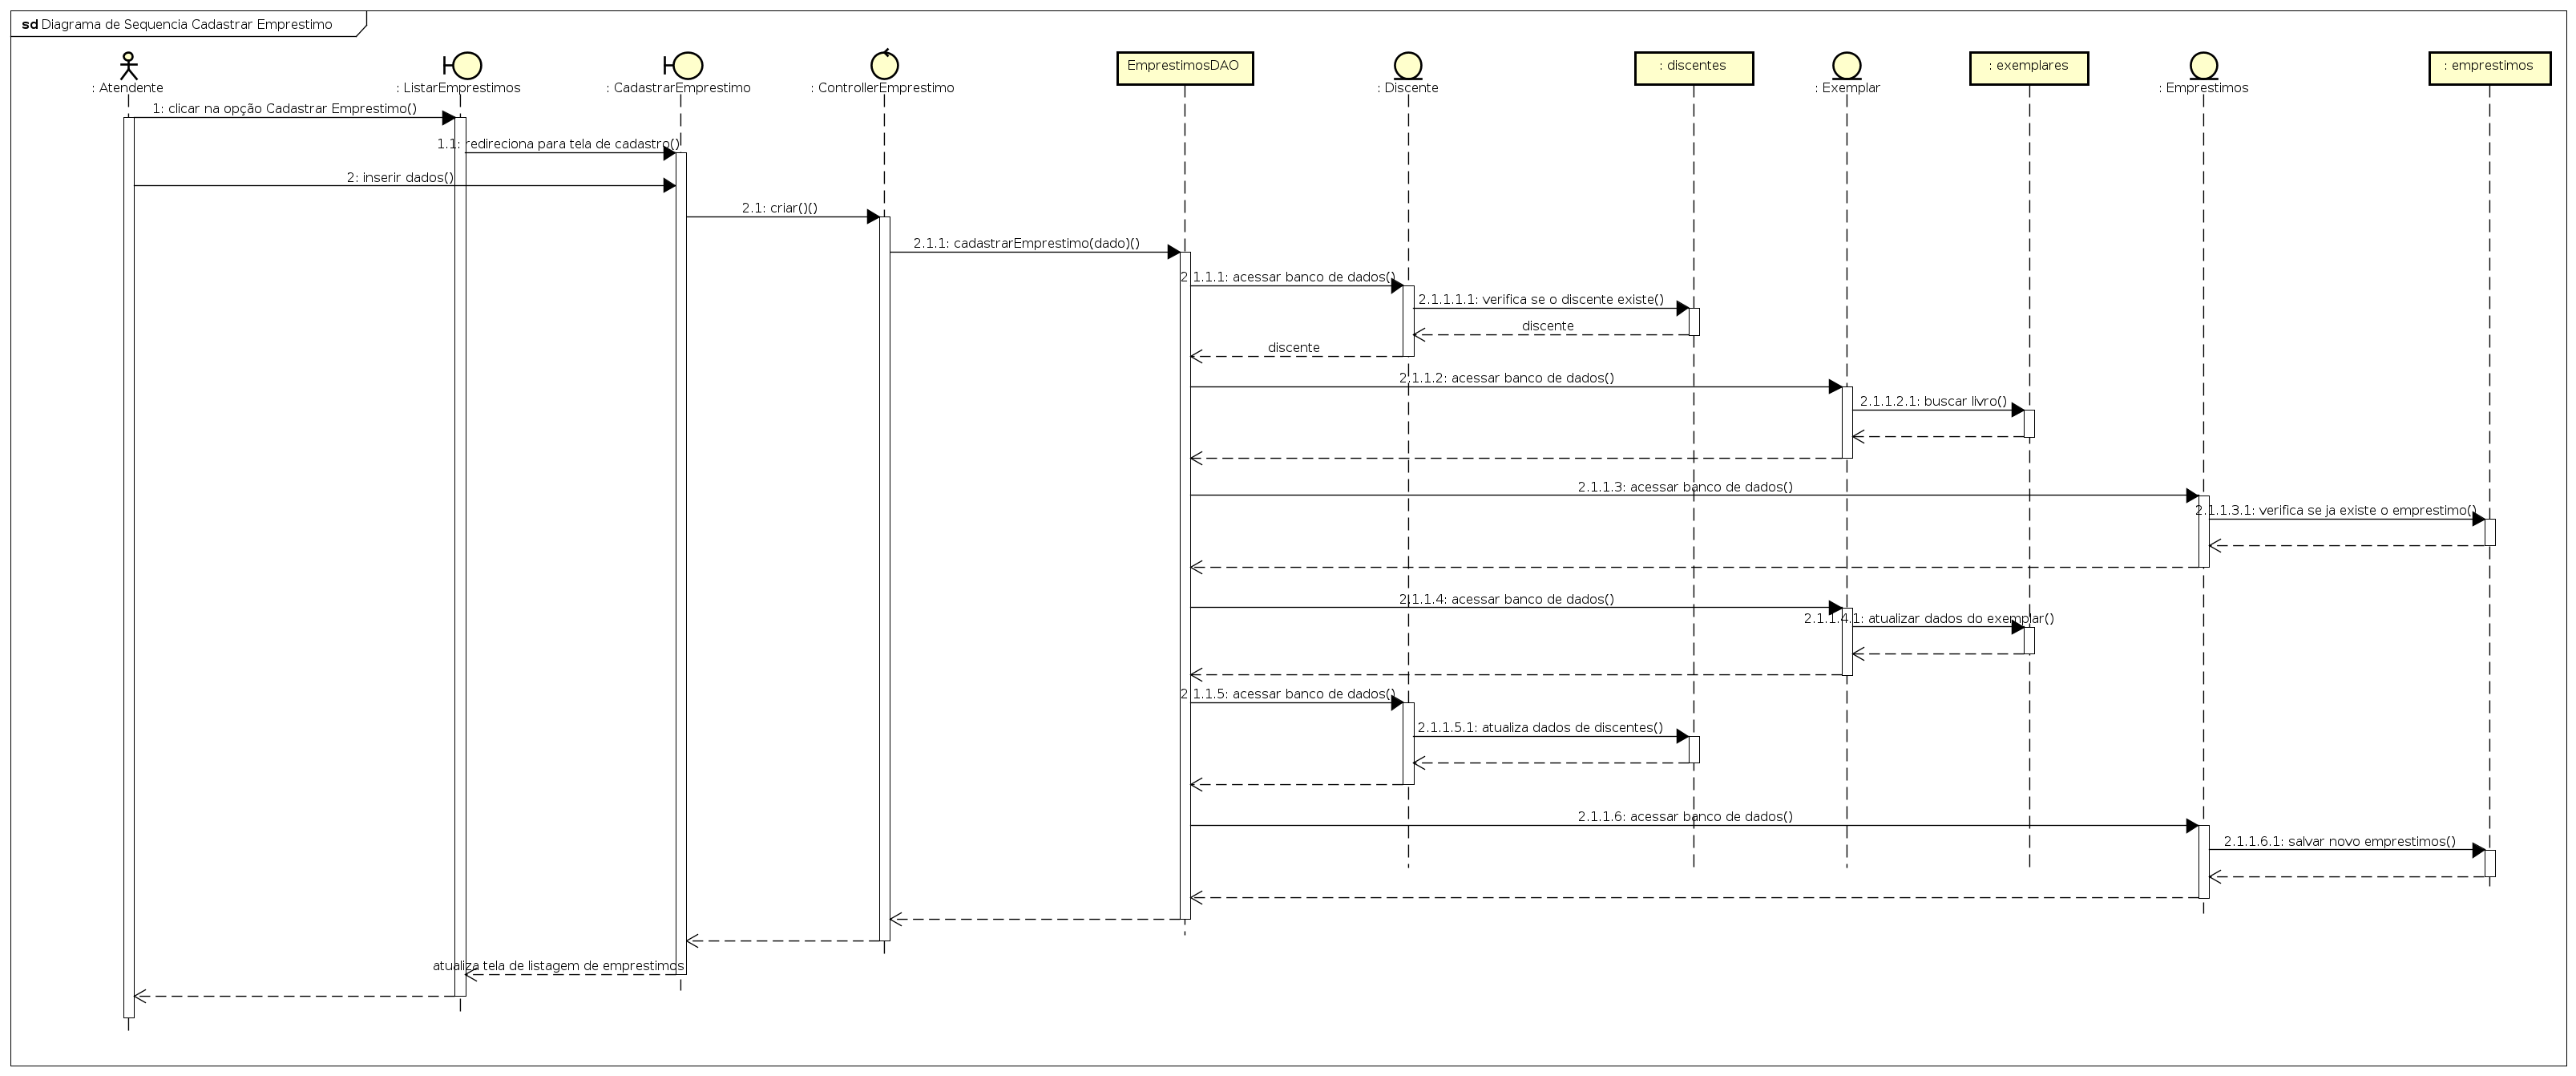 sd Diagrama de Sequencia Cadastrar Emprestimo
: Atendente
: ListarEmprestimos
: CadastrarEmprestimo
: ControllerEmprestimo
EmprestimosDAO
: Discente
: discentes
: Exemplar
: exemplares
: Emprestimos
: emprestimos
1: clicar na opção Cadastrar Emprestimo()
1.1: redireciona para tela de cadastro()
2: inserir dados()
2.1: criar()()
2.1.1: cadastrarEmprestimo(dado)()
2.1.1.1: acessar banco de dados()
2.1.1.1.1: verifica se o discente existe()
discente
discente
2.1.1.2: acessar banco de dados()
2.1.1.2.1: buscar livro()
2.1.1.3: acessar banco de dados()
2.1.1.3.1: verifica se ja existe o emprestimo()
2.1.1.4: acessar banco de dados()
2.1.1.4.1: atualizar dados do exemplar()
2.1.1.5: acessar banco de dados()
2.1.1.5.1: atualiza dados de discentes()
2.1.1.6: acessar banco de dados()
2.1.1.6.1: salvar novo emprestimos()
atualiza tela de listagem de emprestimos